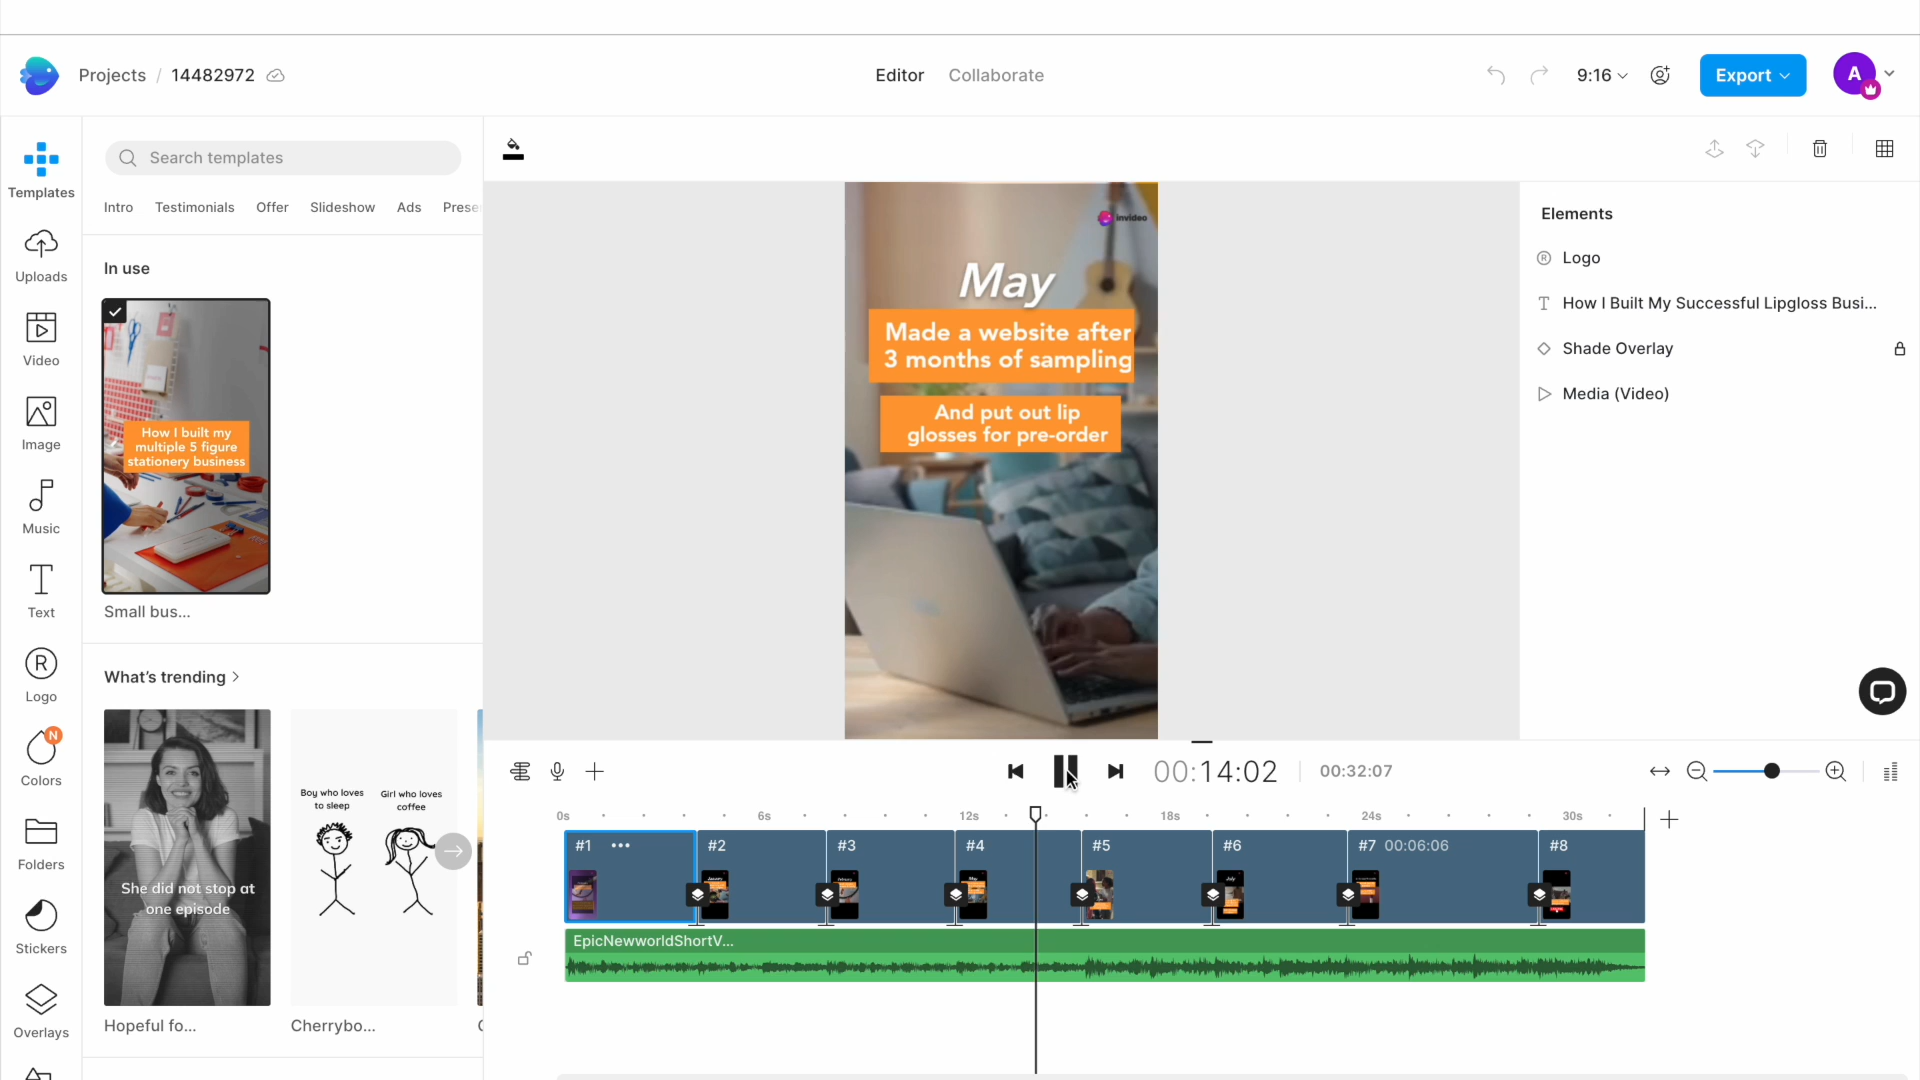 Projects / 14482972
Editor
Collaborate
9:16
Export
A
Templates
Uploads
Video
Image
Music
Text
Logo
N
Colors
Folders
Stickers
Overlays
Search templates
Intro
Testimonials
Offer
Slideshow
Ads
Prese
In use
How I built my
multiple 5 figure
stationery business
Small bus...
What's trending >
She did not stop at
one episode
Hopeful fo...
Boy who loves
to sleep
Girl who loves
coffee
Cherrybo...
invideo
May
Made a website after
3 months of sampling
And put out lip
glosses for pre-order
Elements
Logo
How I Built My Successful Lipgloss Busi...
Shade Overlay
Media (Video)
00:14:02
00:32:07
0s
6s
12s
18s
24s
30s
#1
#2
#3
#4
#5
#6
#7 00:06:06
#8
EpicNewworldShortV...